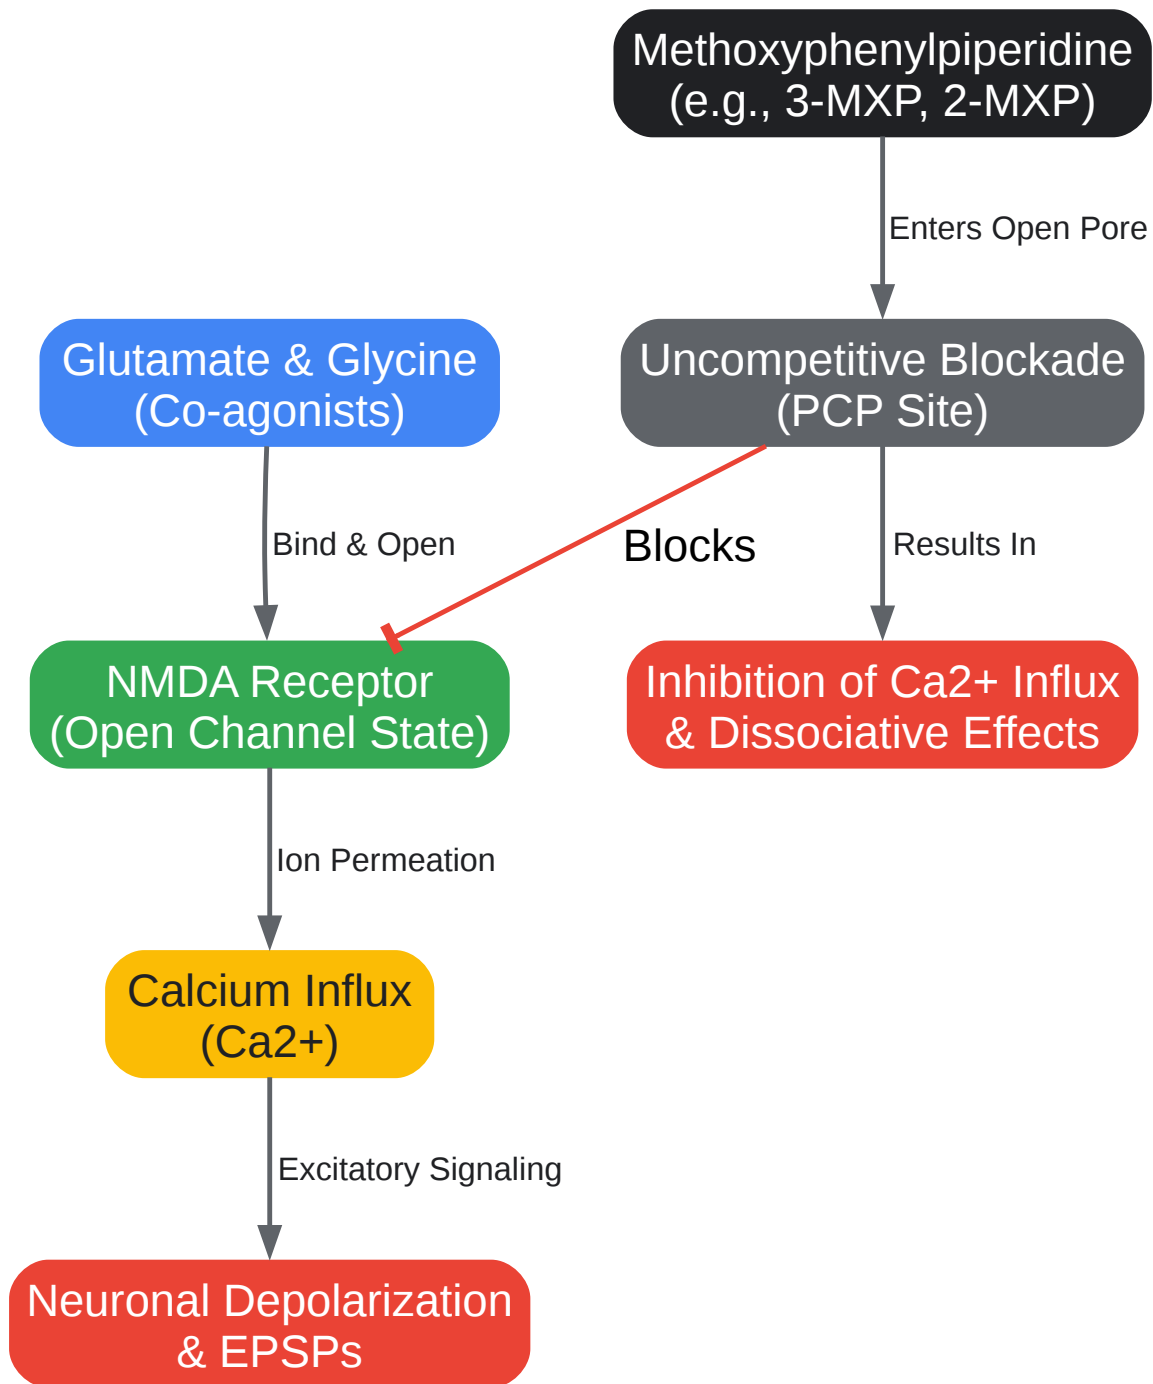 Methoxyphenylpiperidine
(e.g., 3-MXP, 2-MXP)
Enters Open Pore
Glutamate & Glycine
(Co-agonists)
Uncompetitive Blockade
(PCP Site)
Bind & Open
Blocks
Results In
NMDA Receptor
(Open Channel State)
Inhibition of Ca2+ Influx
& Dissociative Effects
Ion Permeation
Calcium Influx
(Ca2+)
Excitatory Signaling
Neuronal Depolarization
& EPSPs